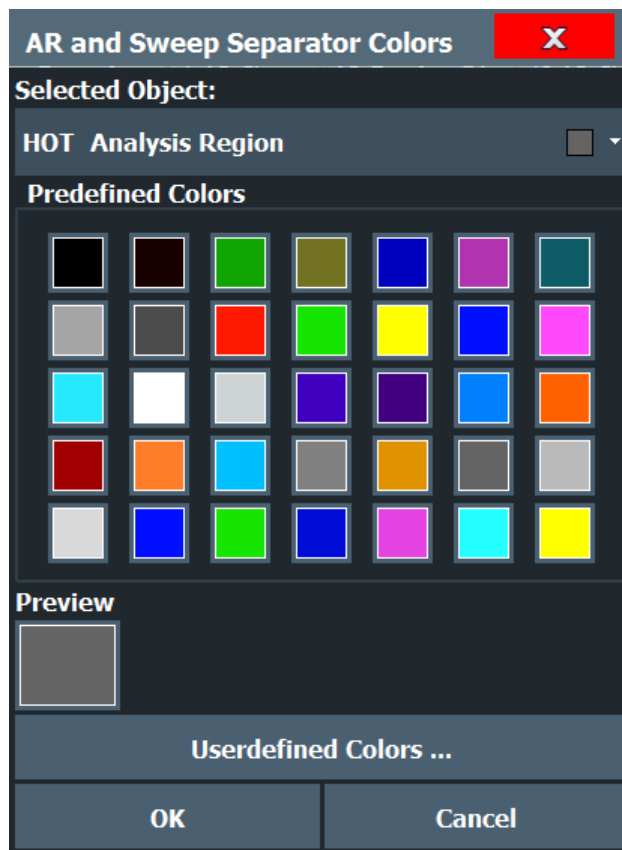 AR and Sweep Separator Colors X
Selected Object:
HOT Analysis Region
Predefined Colors
Preview
Userdefined Colors ...
OK Cancel